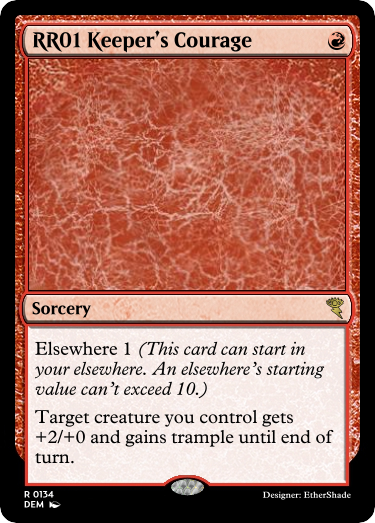 RR01 Keeper's Courage
Sorcery
Elsewhere 1 (This card can start in
your elsewhere. An elsewhere's starting
value can't exceed 10.)
Target creature you control gets
+2/+0 and gains trample until end of
turn.
R 0134
DEM
Designer: EtherShade